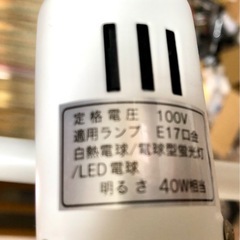 定格電圧 100V
適用ランプ E17口金
白熱電球/電球型蛍光灯
/LED電球
明るさ 40W相当